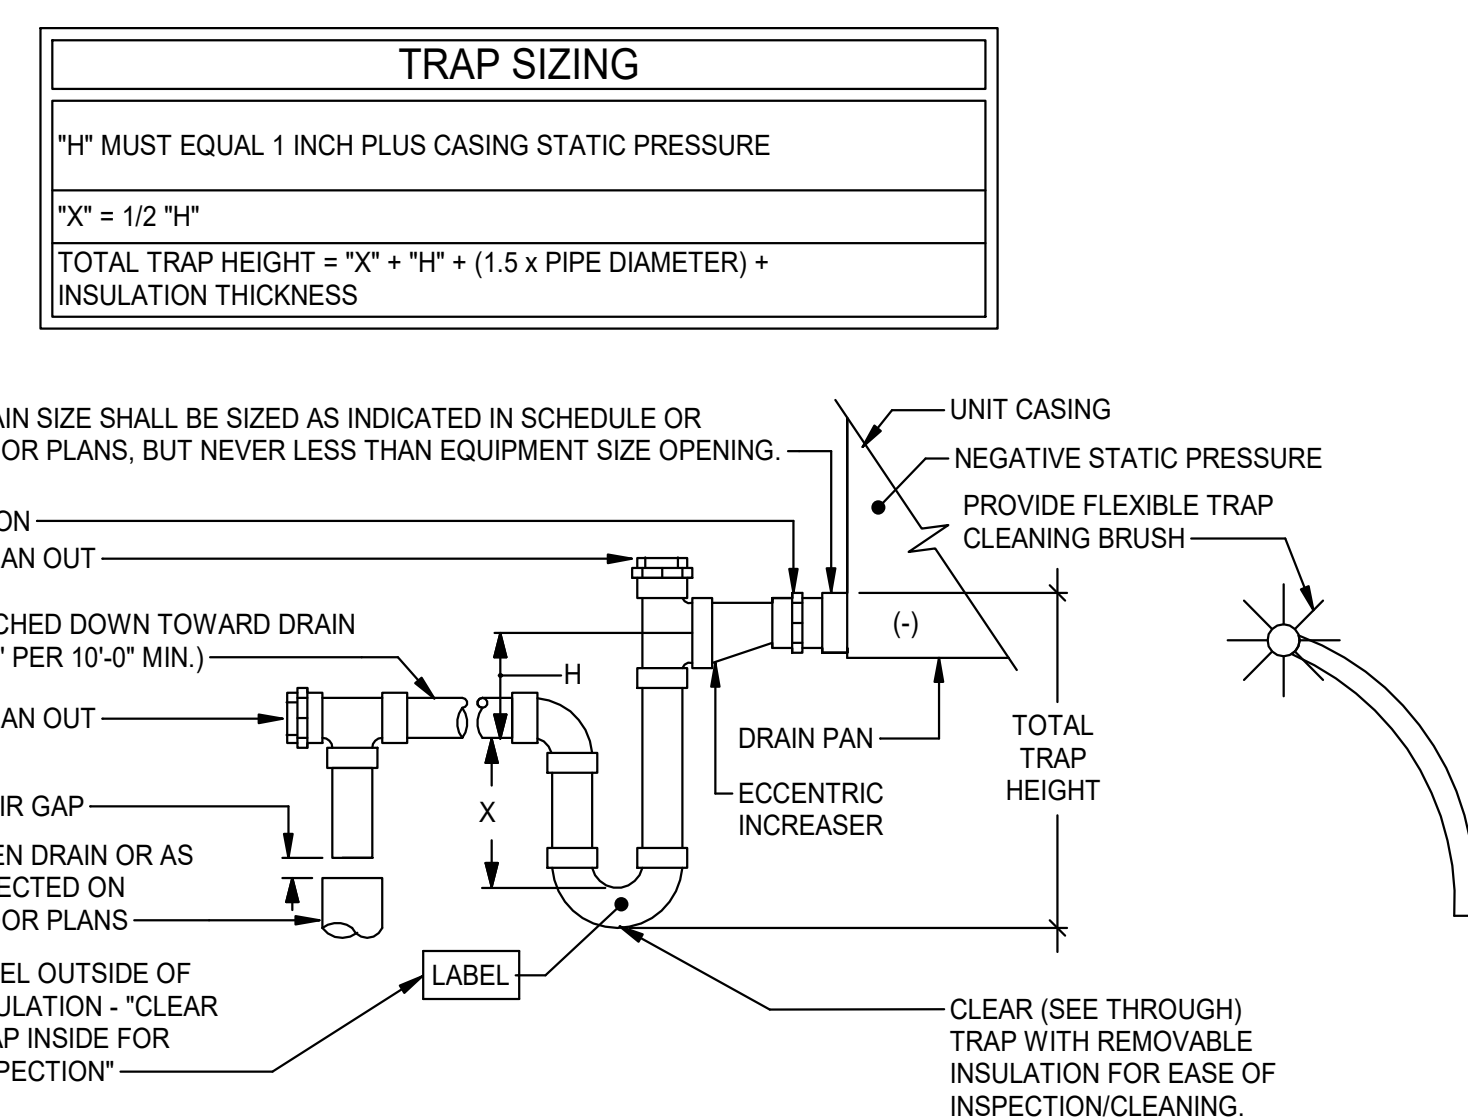 TRAP SIZING
"H" MUST EQUAL 1 INCH PLUS CASING STATIC PRESSURE
"X" = 1/2 "H"
TOTAL TRAP HEIGHT = "X" + "H" + (1.5 x PIPE DIAMETER) +
INSULATION THICKNESS
SIZE SHALL BE SIZED AS INDICATED IN SCHEDULE OR
OR PLANS, BUT NEVER LESS THAN EQUIPMENT SIZE OPENING.
ON
AN OUT
CHED DOWN TOWARD DRAIN
" PER 10'-0" MIN.)
AN OUT
IR GAP
EN DRAIN OR AS
ECTED ON
OR PLANS
EL OUTSIDE OF
ULATION - "CLEAR
AP INSIDE FOR
PECTION"
LABEL
H
X
UNIT CASING
NEGATIVE STATIC PRESSURE
PROVIDE FLEXIBLE TRAP
CLEANING BRUSH
(-)
DRAIN PAN
ECCENTRIC
INCREASER
TOTAL
TRAP
HEIGHT
CLEAR (SEE THROUGH)
TRAP WITH REMOVABLE
INSULATION FOR EASE OF
INSPECTION/CLEANING.